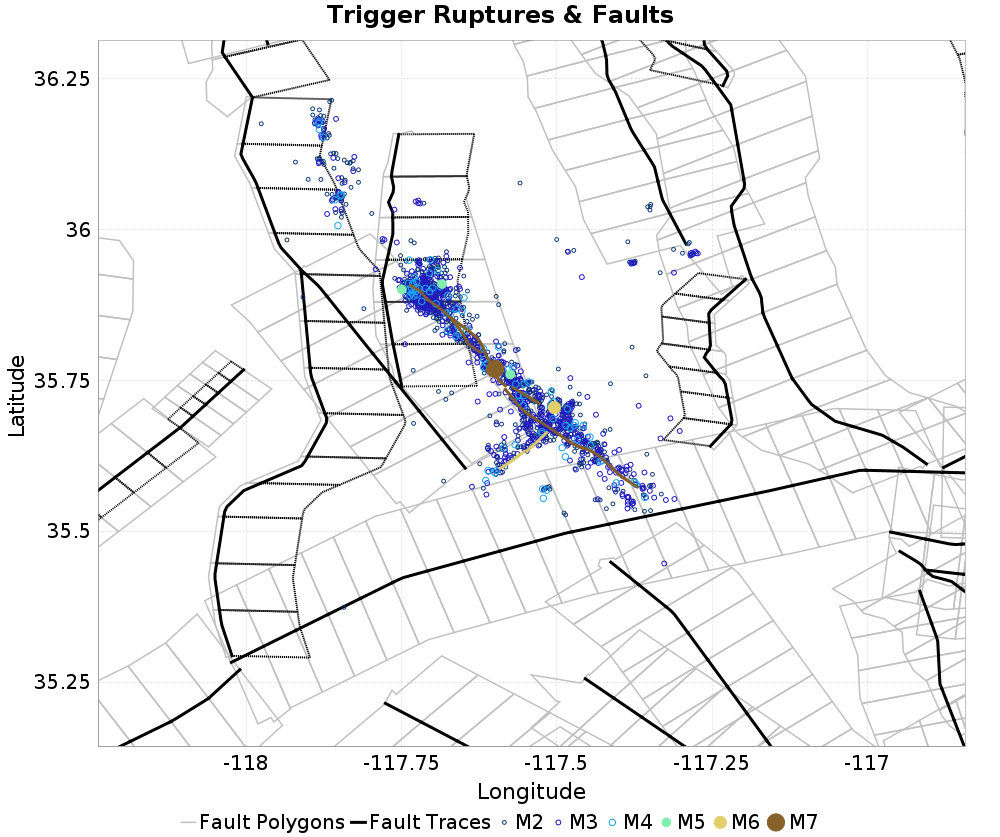 Trigger Ruptures & Faults
36.25
36
35.75
35.5
35.25
Latitude
-118
-117.75
-117.5
-117.25
-117
Longitude
Fault Polygons Fault Traces M2 M3 M4 M5 M6 M7